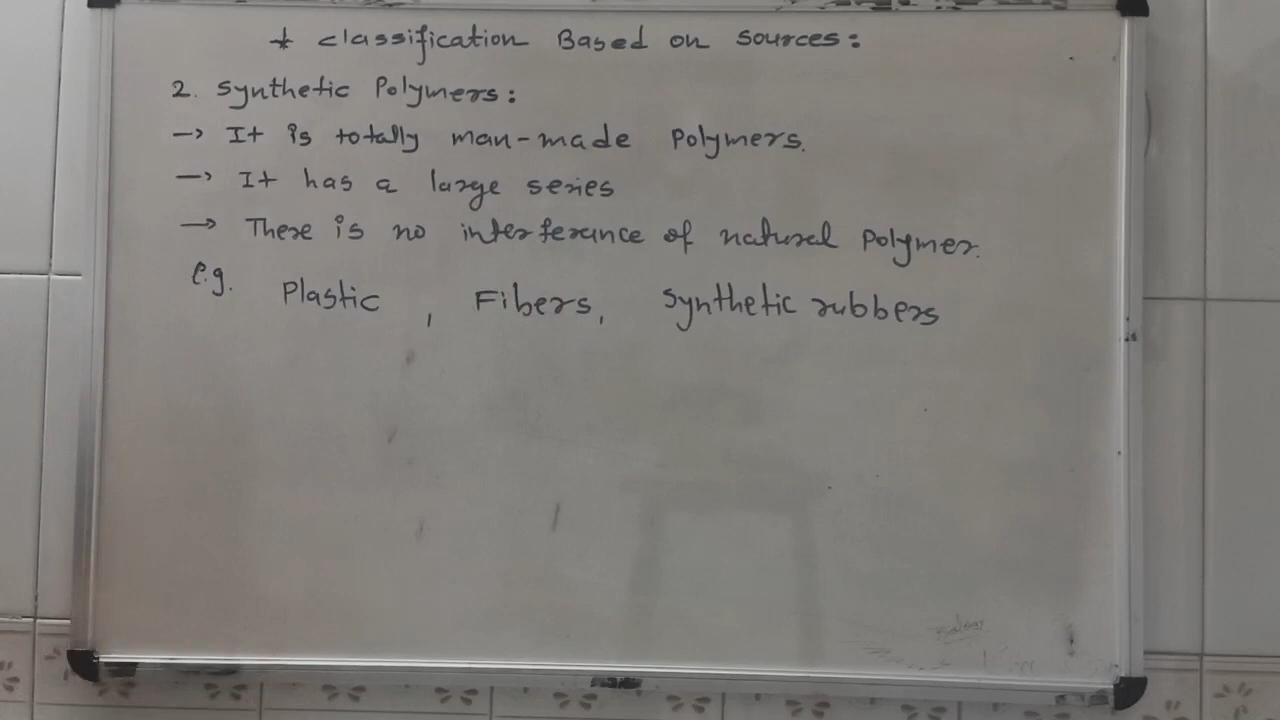 * Classification Based on Sources:
2. Synthetic Polymers:
→ It is totally man-made Polymers.
→ It has a large series
→ There is no interferance of natural Polymer.
e.g. Plastic, Fibers, Synthetic rubbers